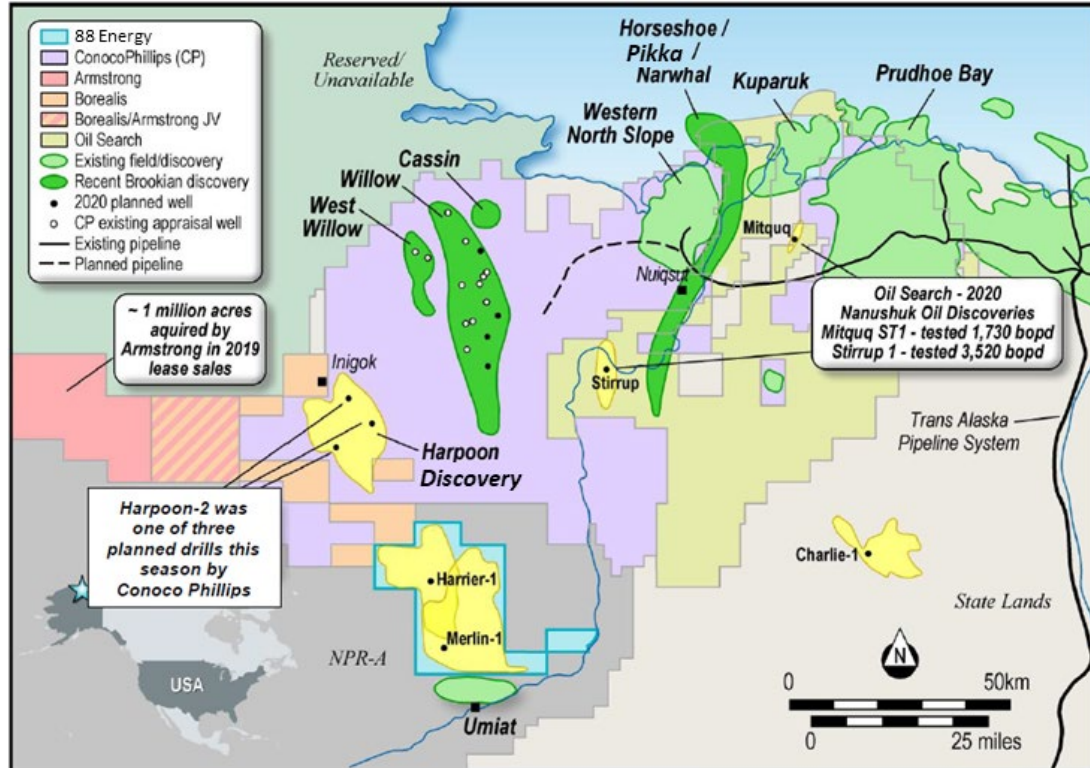 88 Energy
ConocoPhillips (CP)
Armstrong
Borealis
Borealis/Armstrong JV
Oil Search
Existing field/discovery
Recent Brookian discovery
2020 planned well
CP existing appraisal well
Existing pipeline
Planned pipeline
Reserved/
Unavailable
Horseshoe /
Pikka /
Narwhal
Kuparuk
Prudhoe Bay
Western
North Slope
Cassin
Willow
West
Willow
Mitquq
Nuiqsut
~ 1 million acres
aquired by
Armstrong in 2019
lease sales
Oil Search - 2020
Nanushuk Oil Discoveries
Mitquq ST1 - tested 1,730 bopd
Stirrup 1 - tested 3,520 bopd
Inigok
Stirrup
Trans Alaska
Pipeline System
Harpoon
Discovery
Harpoon-2 was
one of three
planned drills this
season by
Conoco Phillips
Charlie-1
Harrier-1
State Lands
Merlin-1
NPR-A
USA
Umiat
N
0 50km
0 25 miles